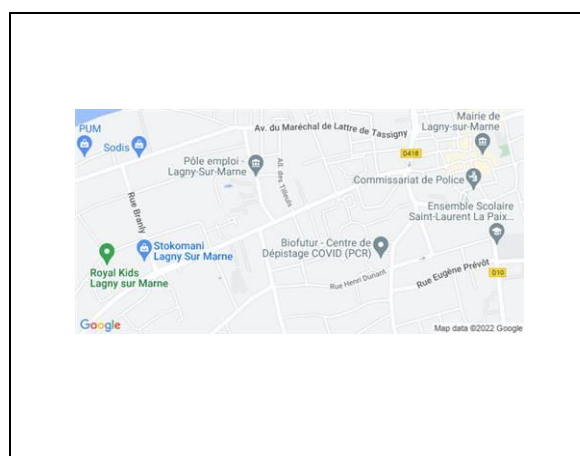 PUM
Sodis
Av. du Maréchal de Lattre de Tassigny
Mairie de
Lagny-sur-Marne
Pôle emploi -
Lagny-Sur-Marne
All. des Tilleuls
D418
Commissariat de Police
Rue Branly
Ensemble Scolaire
Saint-Laurent La Paix...
Stokomani
Lagny Sur Marne
Biofutur - Centre de
Dépistage COVID (PCR)
Royal Kids
Lagny sur Marne
Rue Henri Dunant
Rue Eugène Prévôt
D10
Google
Map data ©2022 Google